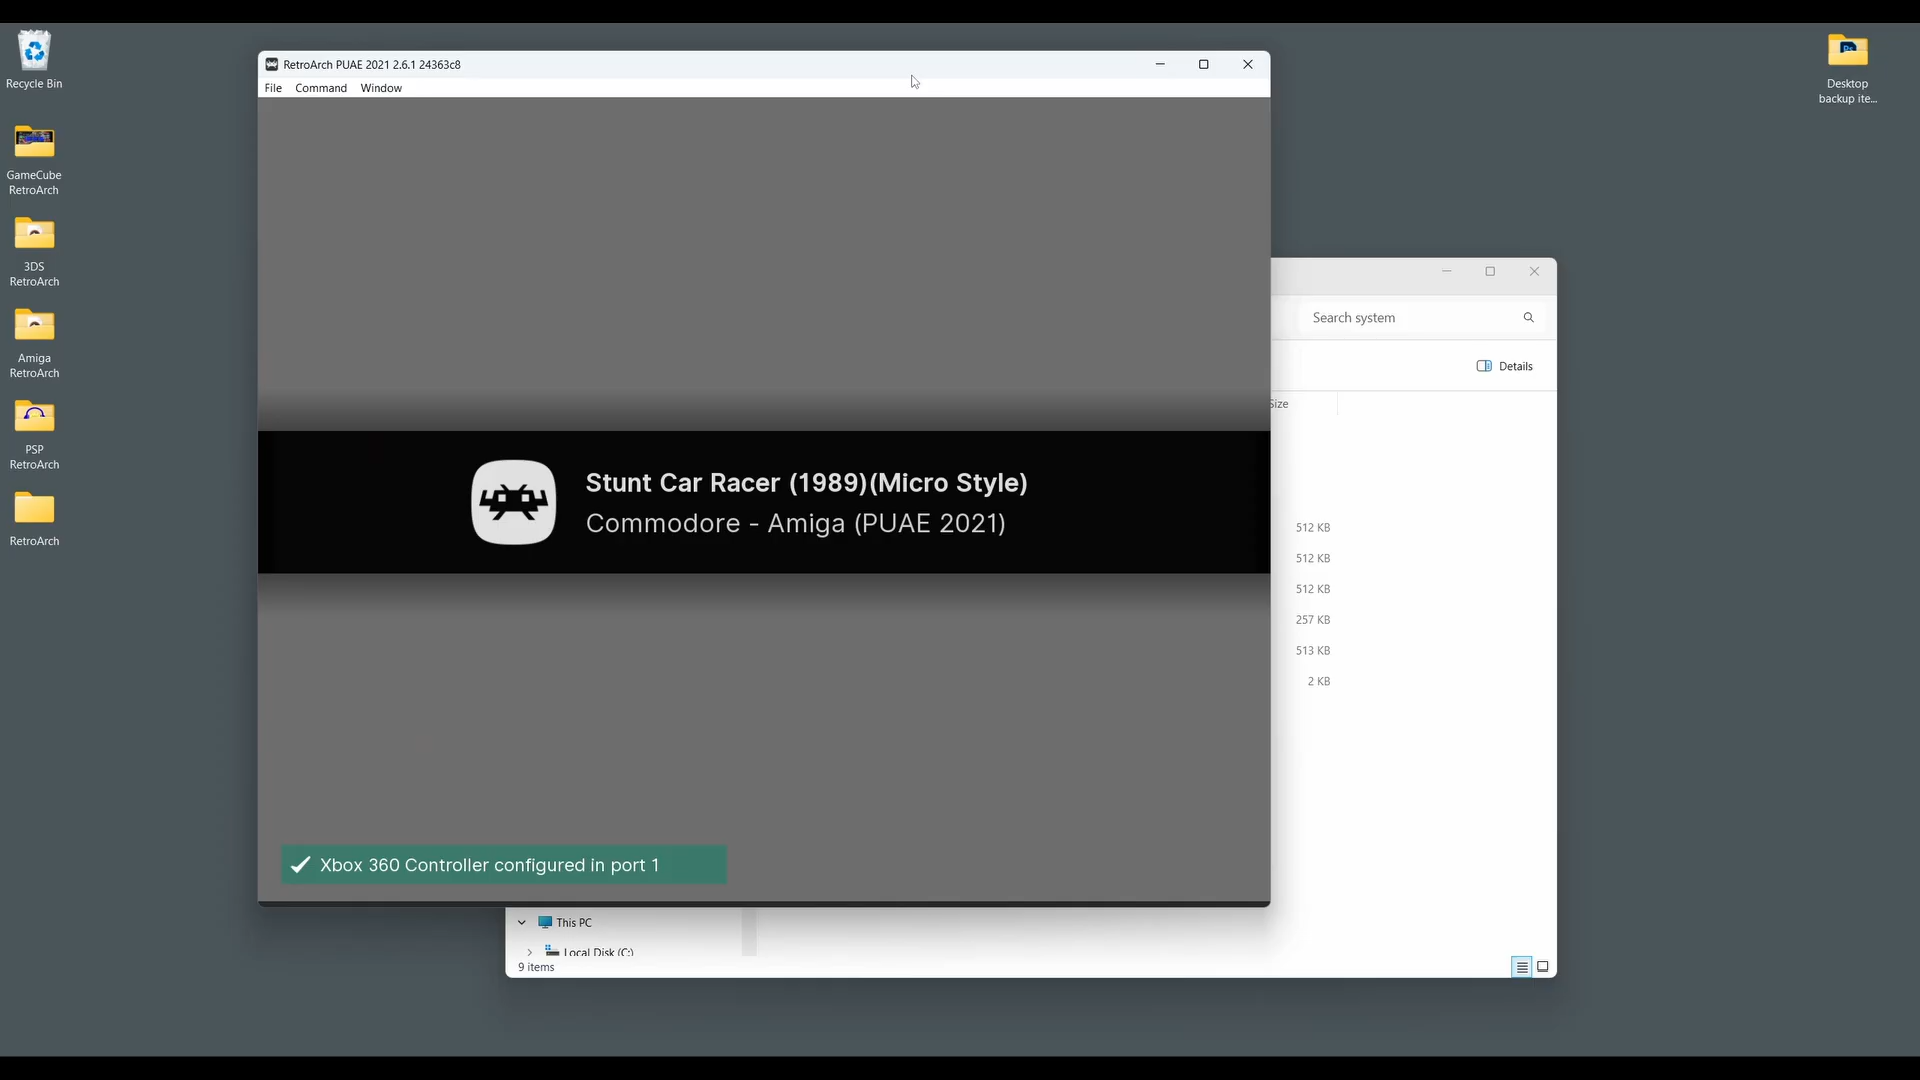 Recycle Bin
GameCube
RetroArch
3DS
RetroArch
Amiga
RetroArch
PSP
RetroArch
RetroArch
Desktop
backup ite...
RetroArch PUAE 2021 2.6.1 24363c8
File Command Window
Stunt Car Racer (1989)(Micro Style)
Commodore - Amiga (PUAE 2021)
Xbox 360 Controller configured in port 1
Search system
Details
Size
512 KB
512 KB
512 KB
257 KB
513 KB
2 KB
This PC
Local Disk (C:)
9 items